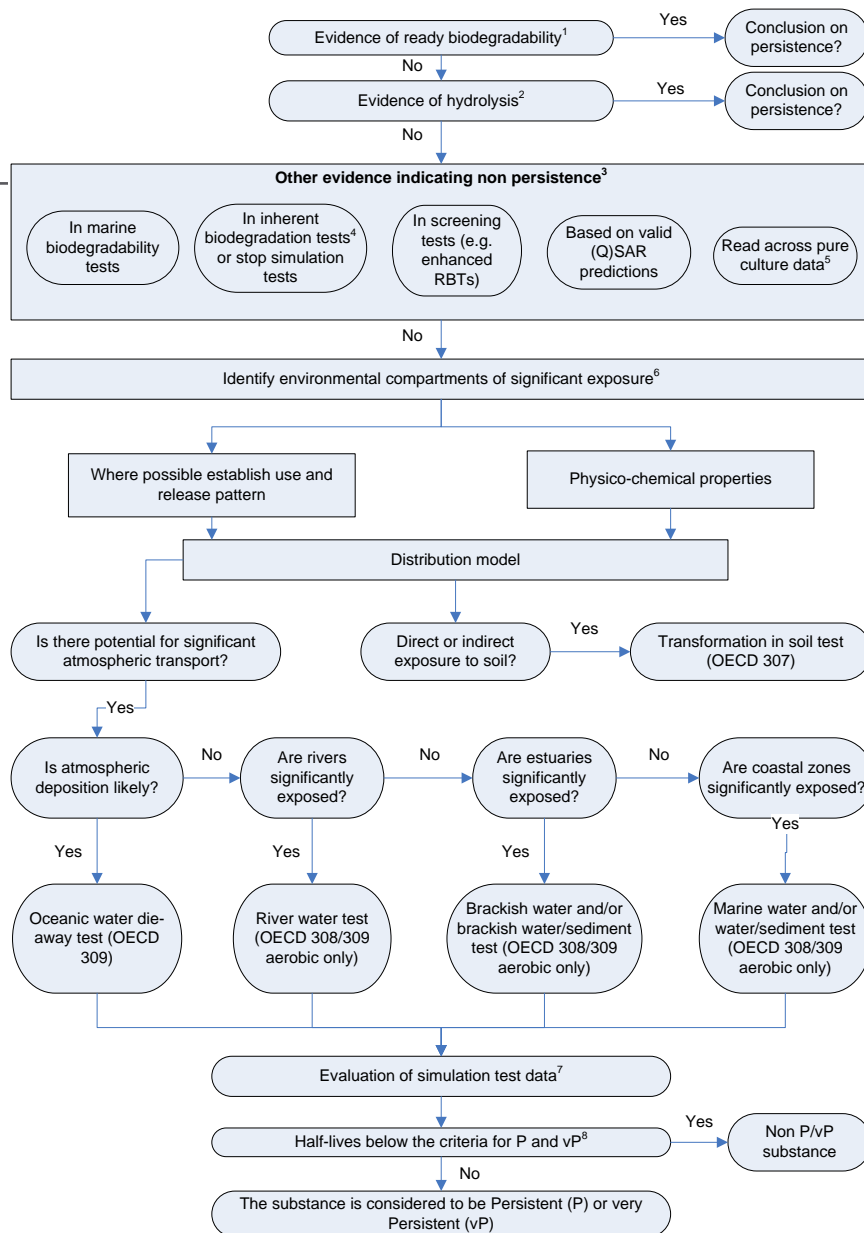 Evidence of ready biodegradability¹
Yes
Conclusion on
persistence?
No
Evidence of hydrolysis²
Yes
Conclusion on
persistence?
No
Other evidence indicating non persistence³
In marine
biodegradability
tests
In inherent
biodegradation tests⁴
or stop simulation
tests
In screening
tests (e.g.
enhanced
RBTs)
Based on valid
(Q)SAR
predictions
Read across pure
culture data⁵
No
Identify environmental compartments of significant exposure⁶
Where possible establish use and
release pattern
Physico-chemical properties
Distribution model
Is there potential for significant
atmospheric transport?
Direct or indirect
exposure to soil?
Yes
Transformation in soil test
(OECD 307)
Yes
Is atmospheric
deposition likely?
No
Are rivers
significantly
exposed?
No
Are estuaries
significantly
exposed?
No
Are coastal zones
significantly exposed?
Yes
Yes
Yes
Yes
Oceanic water die-
away test (OECD
309)
River water test
(OECD 308/309
aerobic only)
Brackish water and/or
brackish water/sediment
test (OECD 308/309
aerobic only)
Marine water and/or
water/sediment test
(OECD 308/309
aerobic only)
Evaluation of simulation test data⁷
Half-lives below the criteria for P and vP⁸
Yes
Non P/vP
substance
No
The substance is considered to be Persistent (P) or very
Persistent (vP)